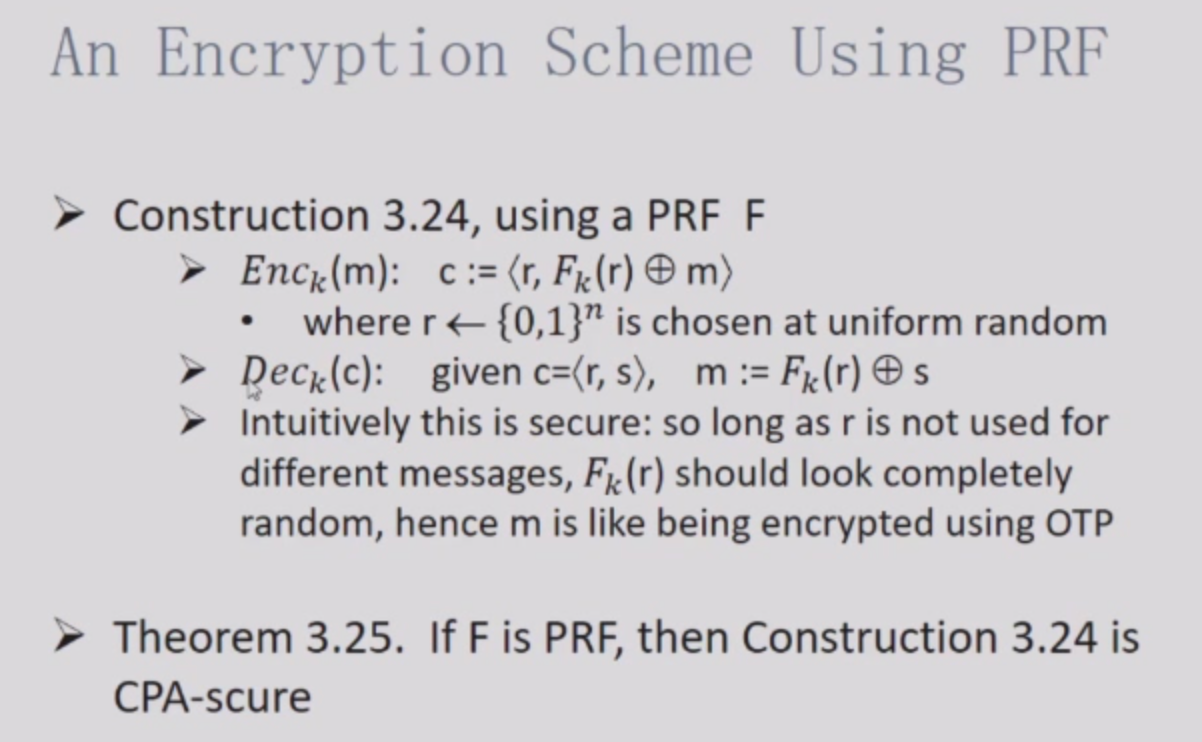 An Encryption Scheme Using PRF
➢ Construction 3.24, using a PRF F
➢ Enc_k(m): c := ⟨r, F_k(r) ⊕ m⟩
• where r ← {0,1}^n is chosen at uniform random
➢ Dec_k(c): given c=⟨r, s⟩, m := F_k(r) ⊕ s
➢ Intuitively this is secure: so long as r is not used for
different messages, F_k(r) should look completely
random, hence m is like being encrypted using OTP
➢ Theorem 3.25. If F is PRF, then Construction 3.24 is
CPA-scure